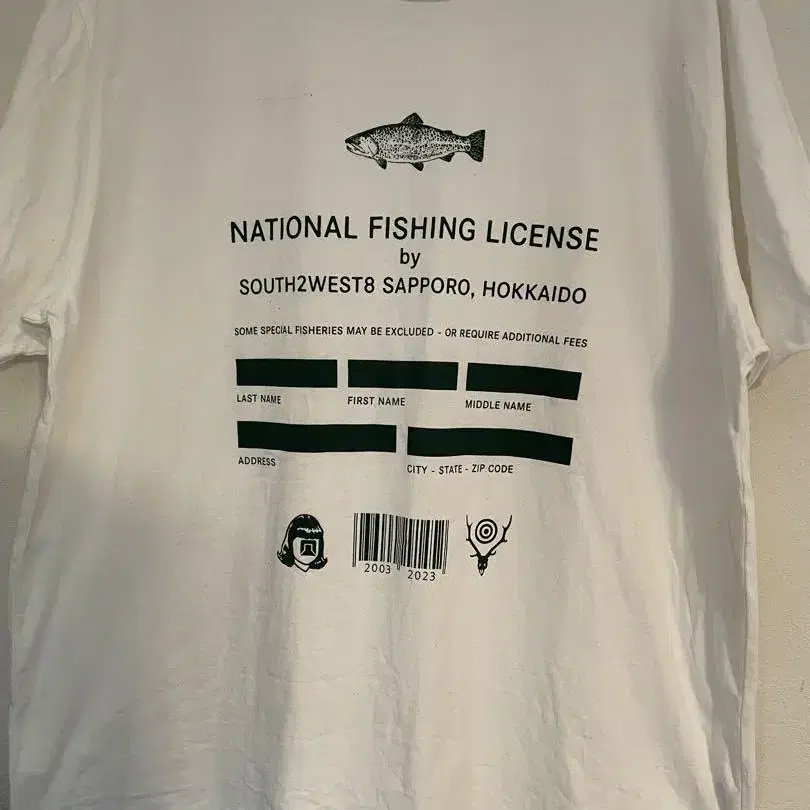 NATIONAL FISHING LICENSE
by
SOUTH2WEST8 SAPPORO, HOKKAIDO
SOME SPECIAL FISHERIES MAY BE EXCLUDED - OR REQUIRE ADDITIONAL FEES
LAST NAME FIRST NAME MIDDLE NAME
ADDRESS CITY - STATE - ZIP CODE
2003 2023